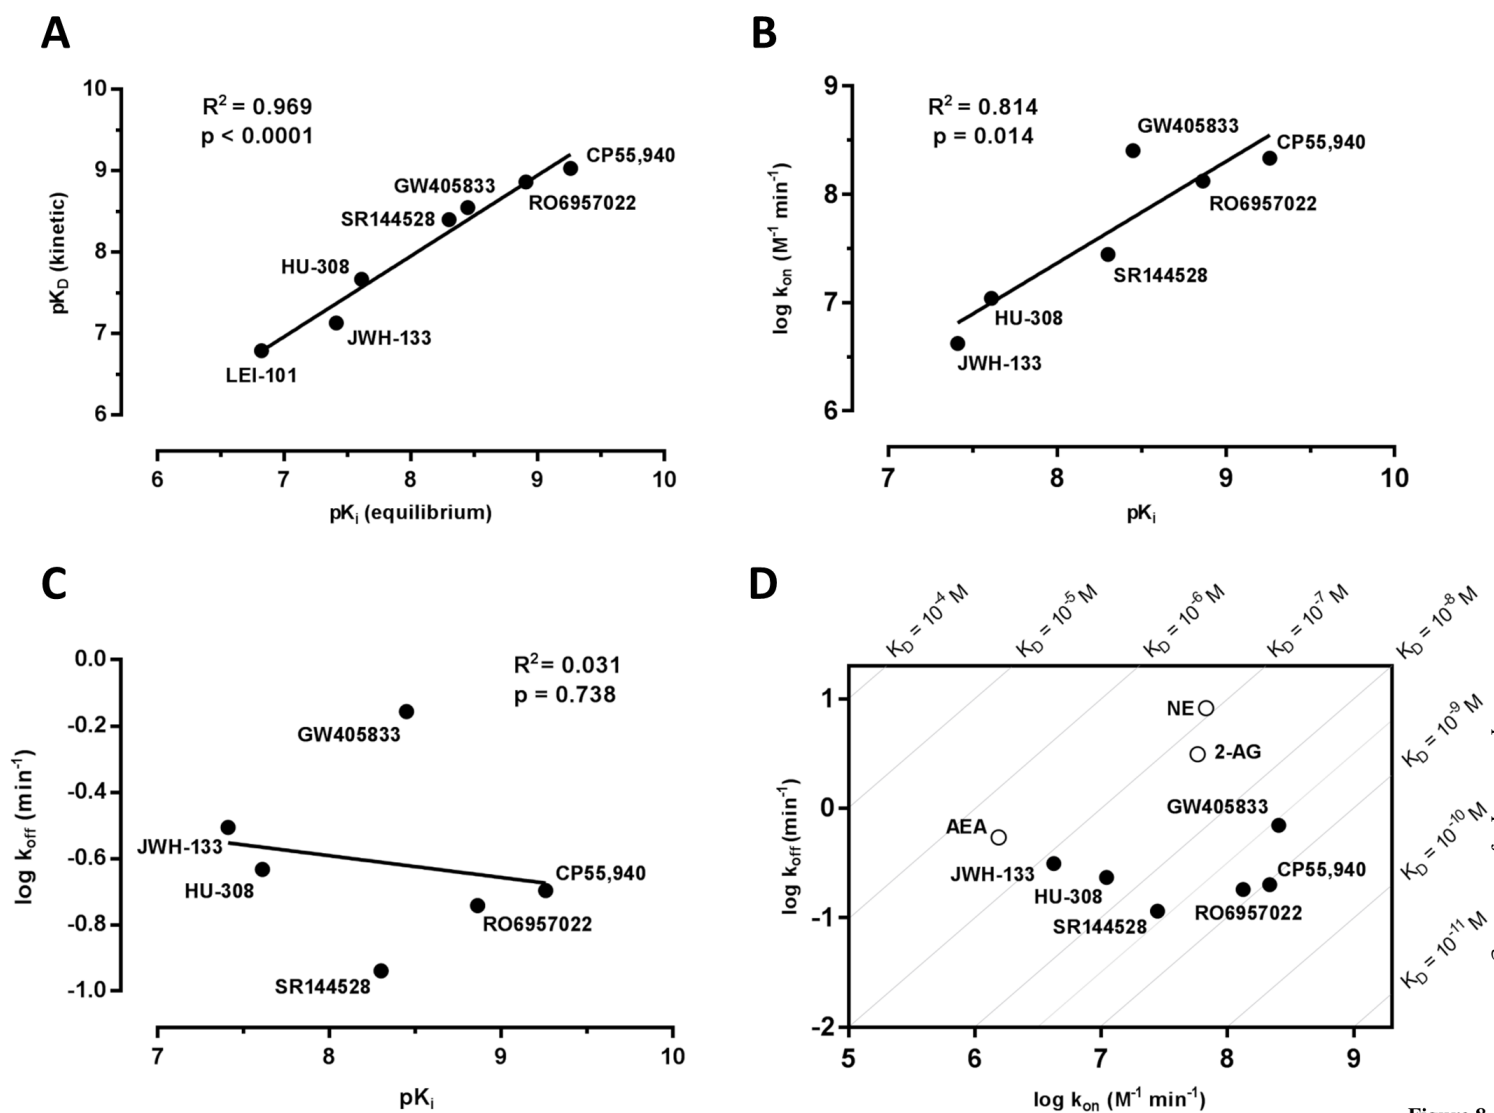 A
R² = 0.969
p < 0.0001
10
9
8
7
6
pK_D (kinetic)
CP55,940
GW405833
RO6957022
SR144528
HU-308
JWH-133
LEI-101
6 7 8 9 10
pK_i (equilibrium)
B
R² = 0.814
p = 0.014
9
8
7
6
log k_on (M⁻¹ min⁻¹)
GW405833
CP55,940
RO6957022
SR144528
HU-308
JWH-133
7 8 9 10
pK_i
C
R² = 0.031
p = 0.738
0.0
-0.2
-0.4
-0.6
-0.8
-1.0
log k_off (min⁻¹)
GW405833
JWH-133
HU-308
CP55,940
RO6957022
SR144528
7 8 9 10
pK_i
D
K_D = 10⁻⁴ M
K_D = 10⁻⁵ M
K_D = 10⁻⁶ M
K_D = 10⁻⁷ M
K_D = 10⁻⁸ M
K_D = 10⁻⁹ M
K_D = 10⁻¹⁰ M
K_D = 10⁻¹¹ M
1
0
-1
-2
log k_off (min⁻¹)
NE
2-AG
GW405833
AEA
JWH-133
HU-308
CP55,940
SR144528
RO6957022
5 6 7 8 9
log k_on (M⁻¹ min⁻¹)